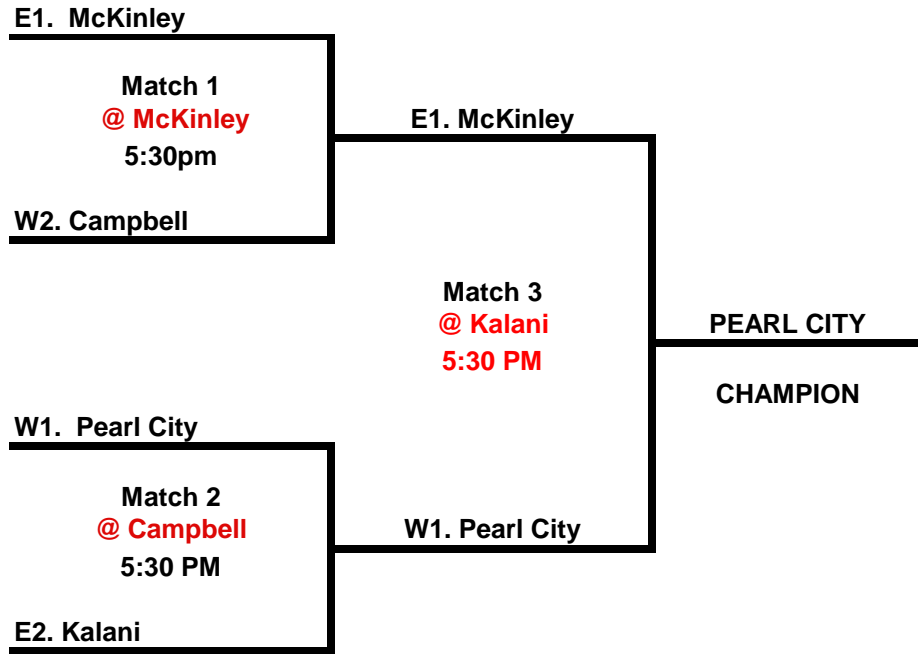 E1.  McKinley
Match 1
@ McKinley
5:30pm
E1. McKinley
W2. Campbell
Match 3
@ Kalani
5:30 PM
PEARL CITY
CHAMPION
W1.  Pearl City
Match 2
@ Campbell
5:30 PM
W1. Pearl City
E2. Kalani